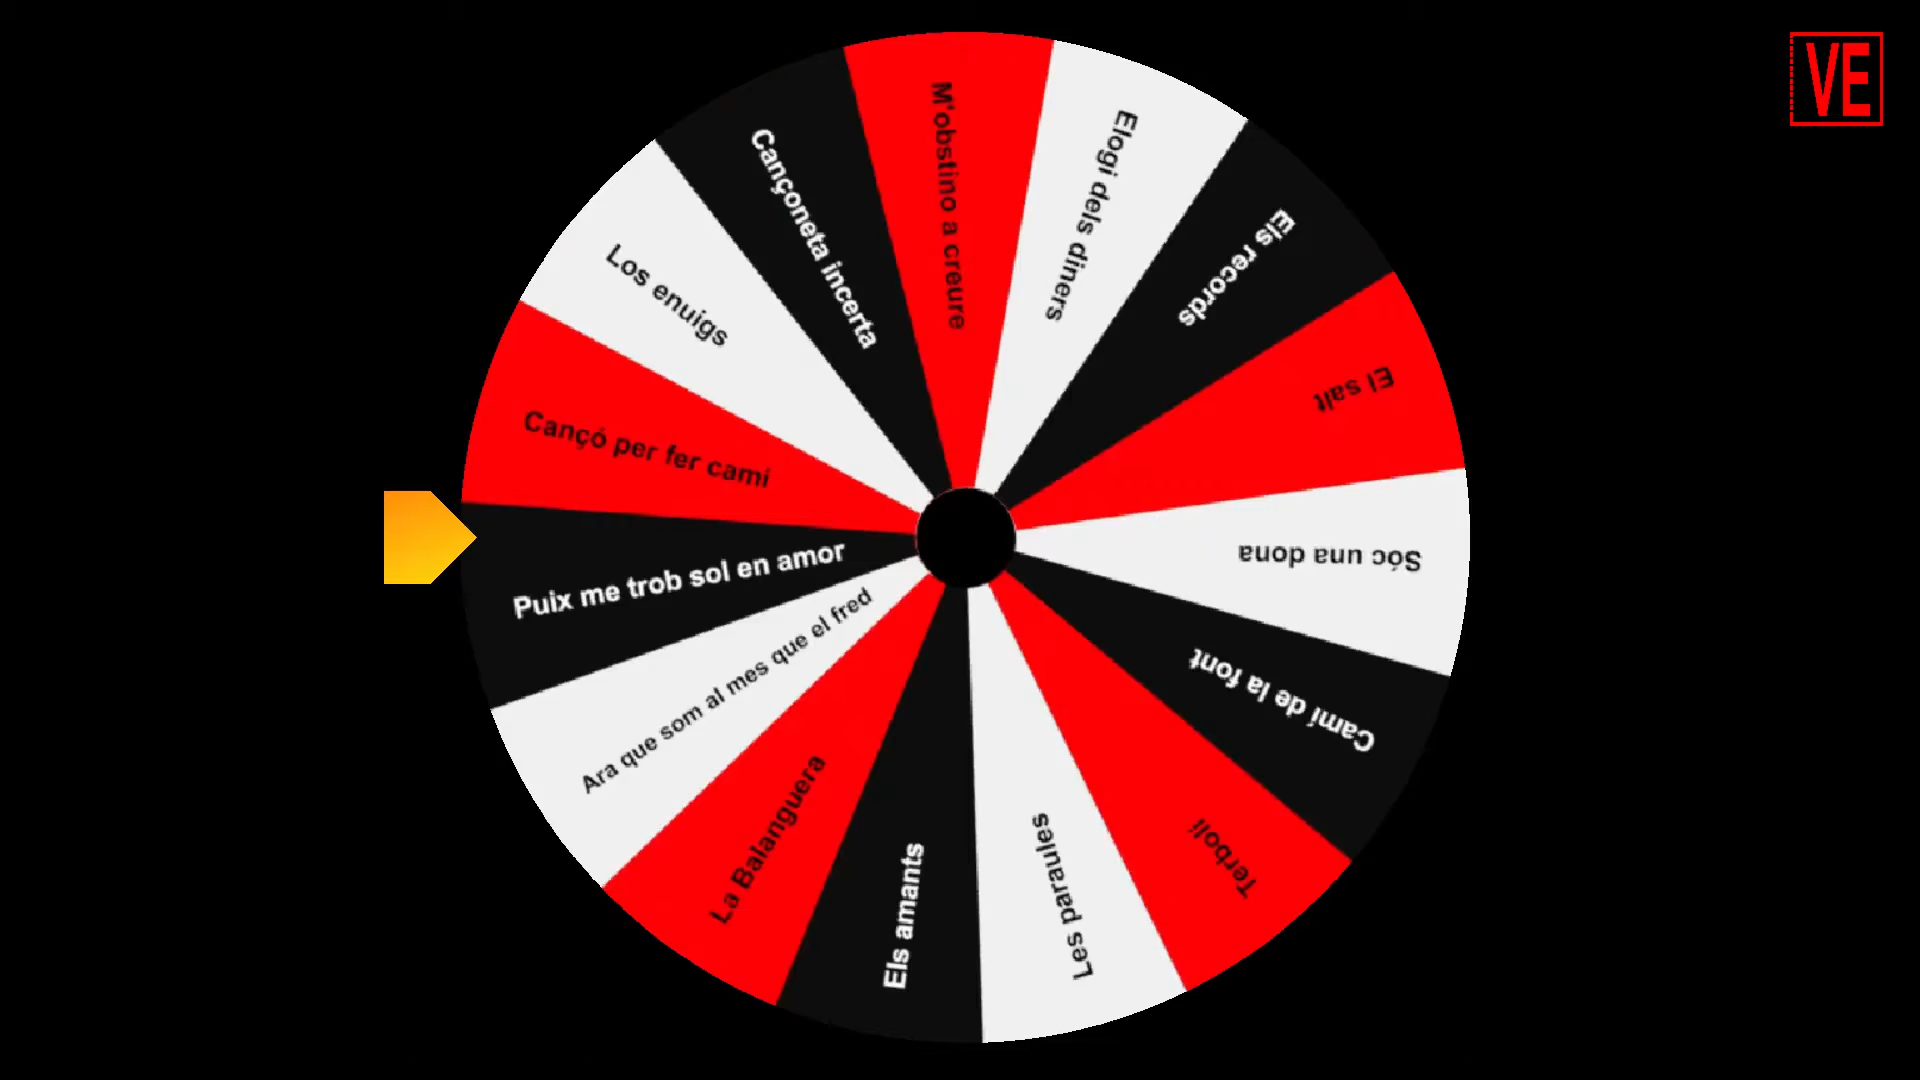 VE
M'obstino a creure
Elogi dels diners
Els records
El salt
Sóc una dona
Camí de la font
Terbolí
Les paraules
Els amants
La Balanguera
Ara que som al mes que el fred
Puix me trob sol en amor
Cançó per fer camí
Los enuigs
Cançoneta incerta